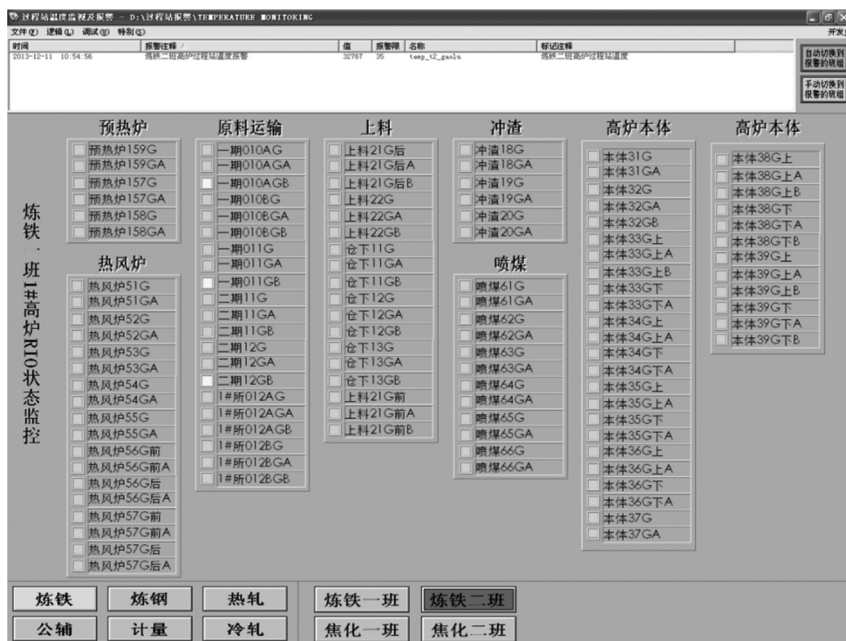 过程站温度监视及报警 - D:\过程站报警\TEMPERATURE MONITOKING
文件(F) 逻辑(L) 调试(D) 特别(S) 开发
时间 报警注释 / 值 报警限 名称 标记注释
2013-12-11 10:54:56 炼铁二班高炉过程站温度报警 32767 35 temp_t2_gaolu 炼铁二班高炉过程站温度
自动切换到
报警的班组
手动切换到
报警的班组
炼铁一班1#高炉RIO状态监控
预热炉
预热炉159G
预热炉159GA
预热炉157G
预热炉157GA
预热炉158G
预热炉158GA
热风炉
热风炉51G
热风炉51GA
热风炉52G
热风炉52GA
热风炉53G
热风炉53GA
热风炉54G
热风炉54GA
热风炉55G
热风炉55GA
热风炉56G前
热风炉56G前A
热风炉56G后
热风炉56G后A
热风炉57G前
热风炉57G前A
热风炉57G后
热风炉57G后A
原料运输
一期010AG
一期010AGA
一期010AGB
一期010BG
一期010BGA
一期010BGB
一期011G
一期011GA
一期011GB
二期11G
二期11GA
二期11GB
二期12G
二期12GA
二期12GB
1#所012AG
1#所012AGA
1#所012AGB
1#所012BG
1#所012BGA
1#所012BGB
上料
上料21G后
上料21G后A
上料21G后B
上料22G
上料22GA
上料22GB
仓下11G
仓下11GA
仓下11GB
仓下12G
仓下12GA
仓下12GB
仓下13G
仓下13GA
仓下13GB
上料21G前
上料21G前A
上料21G前B
冲渣
冲渣18G
冲渣18GA
冲渣19G
冲渣19GA
冲渣20G
冲渣20GA
喷煤
喷煤61G
喷煤61GA
喷煤62G
喷煤62GA
喷煤63G
喷煤63GA
喷煤64G
喷煤64GA
喷煤65G
喷煤65GA
喷煤66G
喷煤66GA
高炉本体
本体31G
本体31GA
本体32G
本体32GA
本体32GB
本体33G上
本体33G上A
本体33G上B
本体33G下
本体33G下A
本体34G上
本体34G上A
本体34G下
本体34G下A
本体35G上
本体35G上A
本体35G下
本体35G下A
本体36G上
本体36G上A
本体36G下
本体36G下A
本体37G
本体37GA
高炉本体
本体38G上
本体38G上A
本体38G上B
本体38G下
本体38G下A
本体38G下B
本体39G上
本体39G上A
本体39G上B
本体39G下
本体39G下A
本体39G下B
炼铁 炼钢 热轧 炼铁一班 炼铁二班
公辅 计量 冷轧 焦化一班 焦化二班